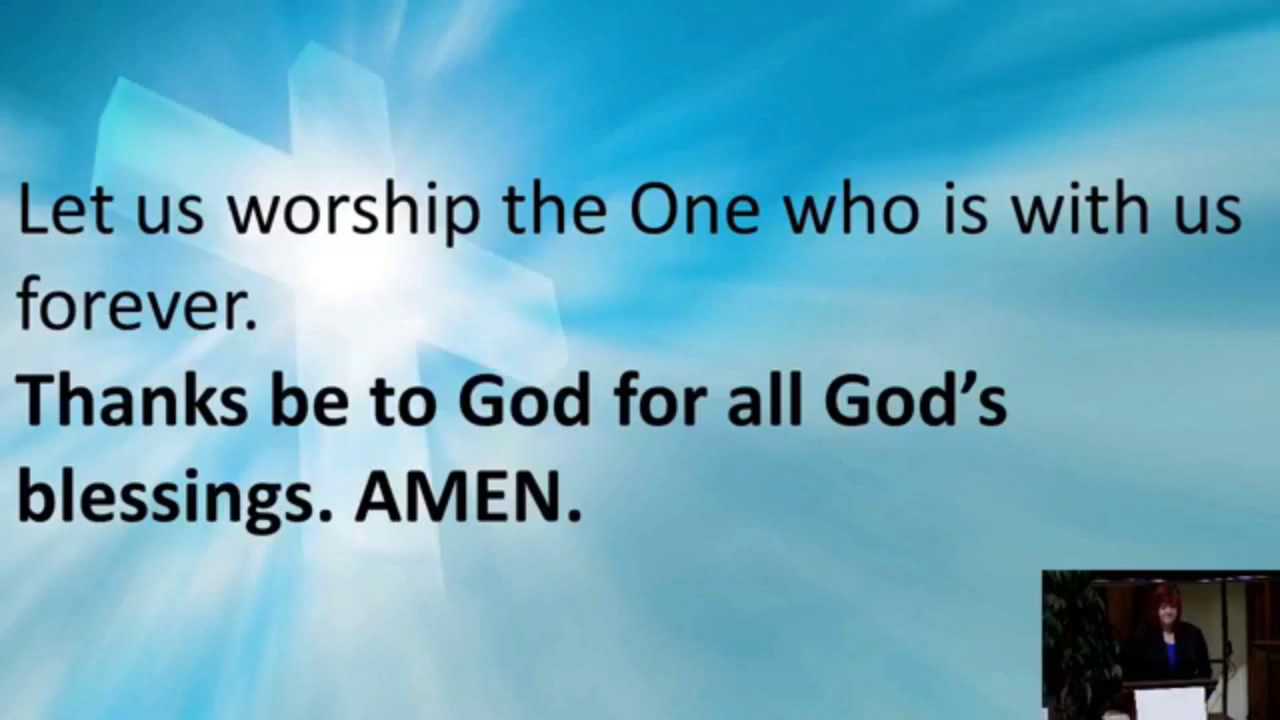 Let us worship the One who is with us
forever.
Thanks be to God for all God’s
blessings. AMEN.